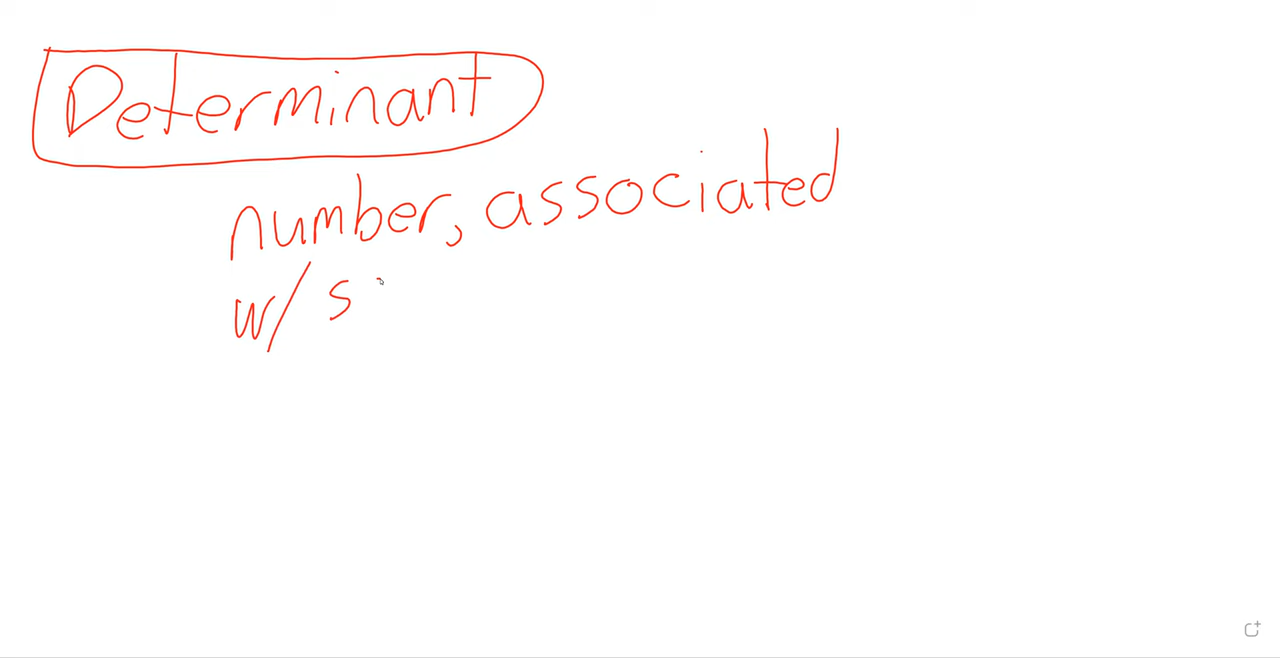 Determinant
number, associated
w/ s